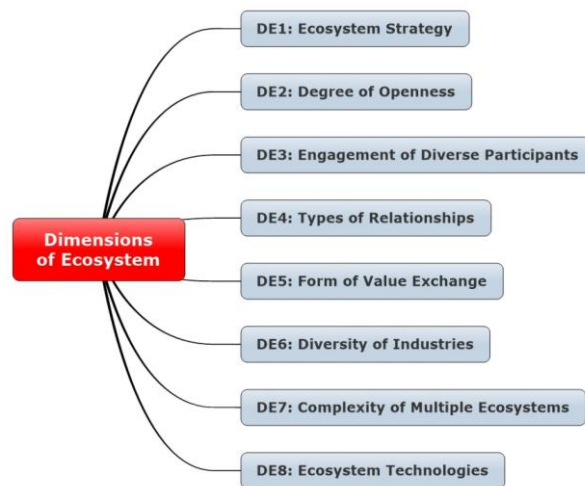 DE1: Ecosystem Strategy
DE2: Degree of Openness
DE3: Engagement of Diverse Participants
DE4: Types of Relationships
Dimensions
of Ecosystem
DE5: Form of Value Exchange
DE6: Diversity of Industries
DE7: Complexity of Multiple Ecosystems
DE8: Ecosystem Technologies